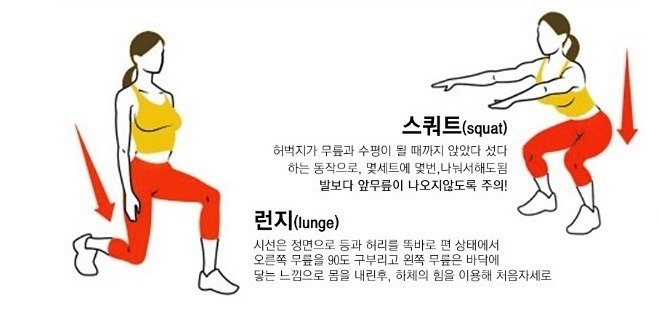 스쿼트(squat)
허벅지가 무릎과 수평이 될 때까지 앉았다 섰다
하는 동작으로, 몇세트에 몇번,나눠서해도됨
발보다 앞무릎이 나오지않도록 주의!
런지(lunge)
시선은 정면으로 등과 허리를 똑바로 편 상태에서
오른쪽 무릎을 90도 구부리고 왼쪽 무릎은 바닥에
닿는 느낌으로 몸을 내린후, 하체의 힘을 이용해 처음자세로